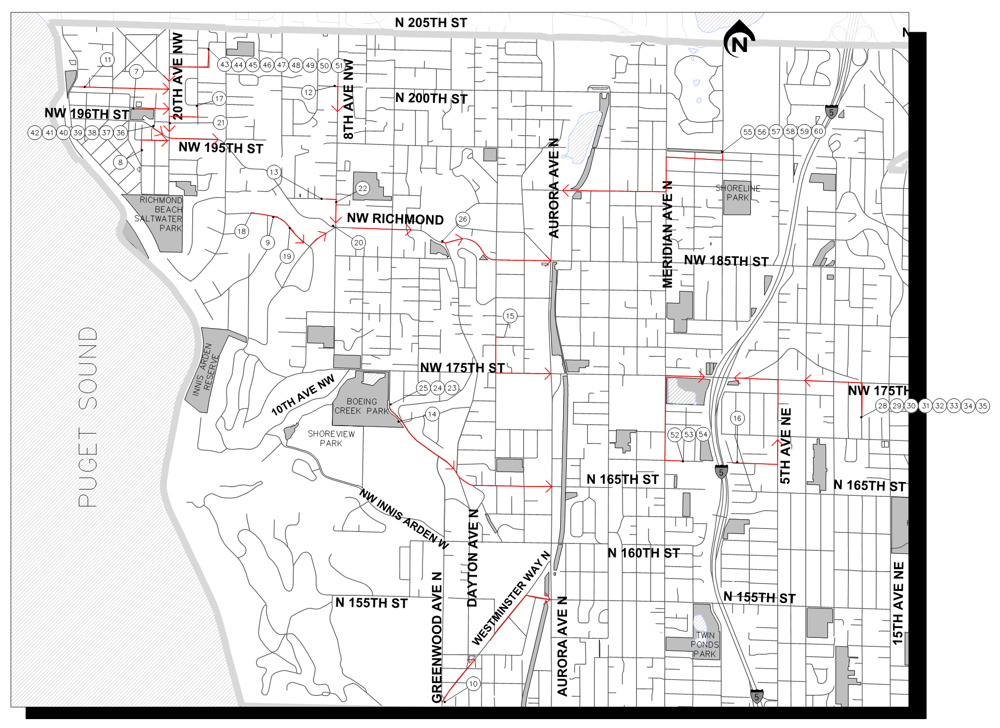 N 205TH ST
N
N
11
43 44 45 46 47 48 49 50 51
7
20TH AVE NW
8TH AVE NW
12
17
N 200TH ST
NW 196TH ST
21
5
42 41 40 39 38 37 36
55 56 57 58 59 60
NW 195TH ST
8
AURORA AVE N
13
22
SHORELINE
PARK
MERIDIAN AVE N
RICHMOND
BEACH
SALTWATER
PARK
NW RICHMOND
26
18
9
20
19
NW 185TH ST
15
PUGET SOUND
INNIS ARDEN
RESERVE
NW 175TH ST
10TH AVE NW
25 24 23
NW 175TH
BOEING
CREEK PARK
14
28 29 30 31 32 33 34 35
16
5TH AVE NE
SHOREVIEW
PARK
52 53 54
5
N 165TH ST
N 165TH ST
NW INNIS ARDEN W
DAYTON AVE N
N 160TH ST
WESTMINSTER WAY N
15TH AVE NE
GREENWOOD AVE N
N 155TH ST
N 155TH ST
AURORA AVE N
TWIN
PONDS
PARK
10
5